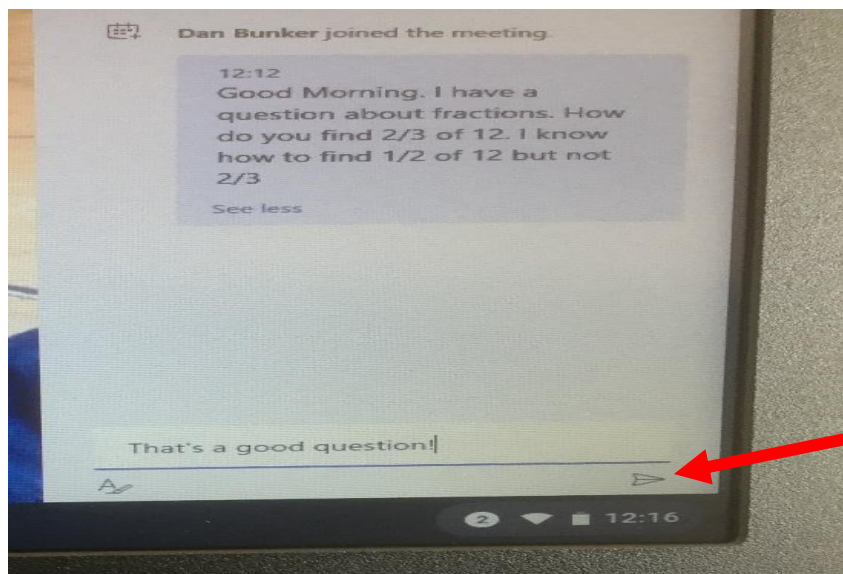 Dan Bunker joined the meeting.
12:12
Good Morning. I have a
question about fractions. How
do you find 2/3 of 12. I know
how to find 1/2 of 12 but not
2/3
See less
That's a good question!
2 12:16